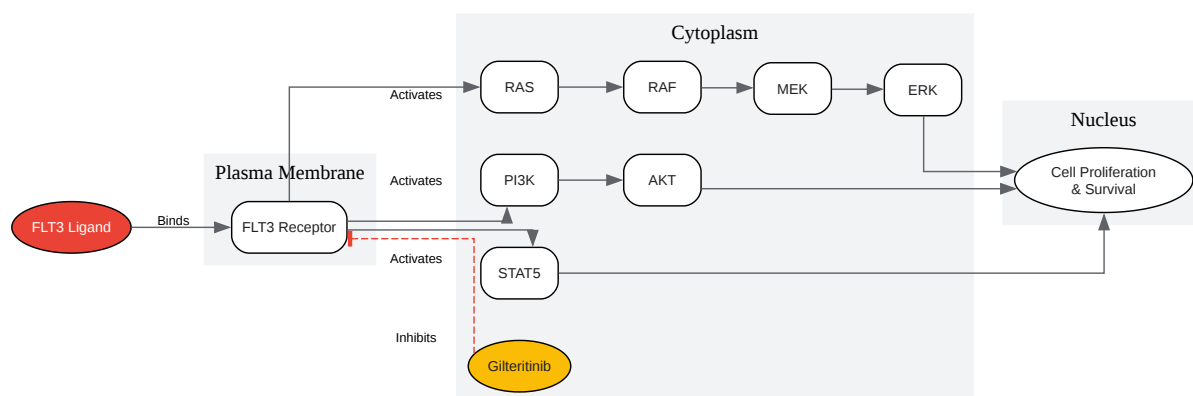 Cytoplasm
RAS
RAF
MEK
ERK
Activates
Nucleus
Plasma Membrane
Activates
PI3K
AKT
Cell Proliferation
& Survival
FLT3 Ligand
Binds
FLT3 Receptor
Activates
STAT5
Inhibits
Gilteritinib